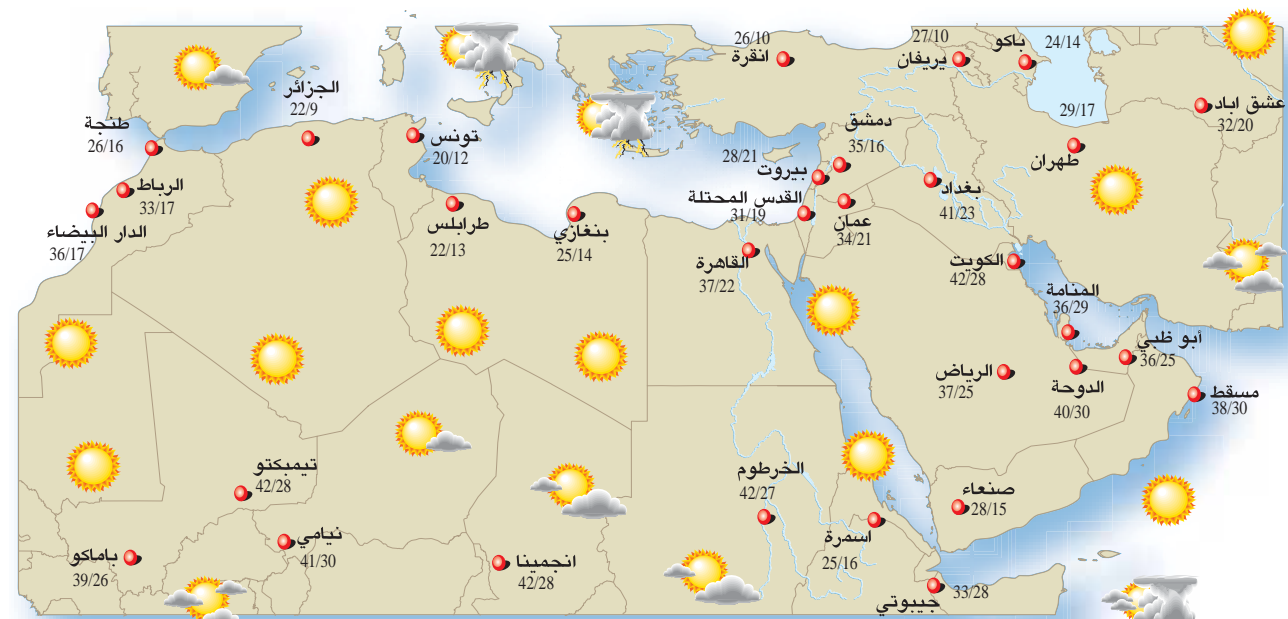 26/10
انقرة
27/10
يريفان
باكو
24/14
عشق اباد
32/20
29/17
طهران
الجزائر
22/9
طنجة
26/16
تونس
20/12
دمشق
35/16
28/21
بيروت
بغداد
41/23
الرباط
33/17
القدس المحتلة
31/19
عمان
34/21
الدار البيضاء
36/17
طرابلس
22/13
بنغازي
25/14
القاهرة
37/22
الكويت
42/28
المنامة
36/29
أبو ظبي
36/25
الرياض
37/25
الدوحة
40/30
مسقط
38/30
تيمبكتو
42/28
الخرطوم
42/27
صنعاء
28/15
نيامي
41/30
اسمرة
25/16
باماكو
39/26
انجمينا
42/28
33/28
جيبوتي